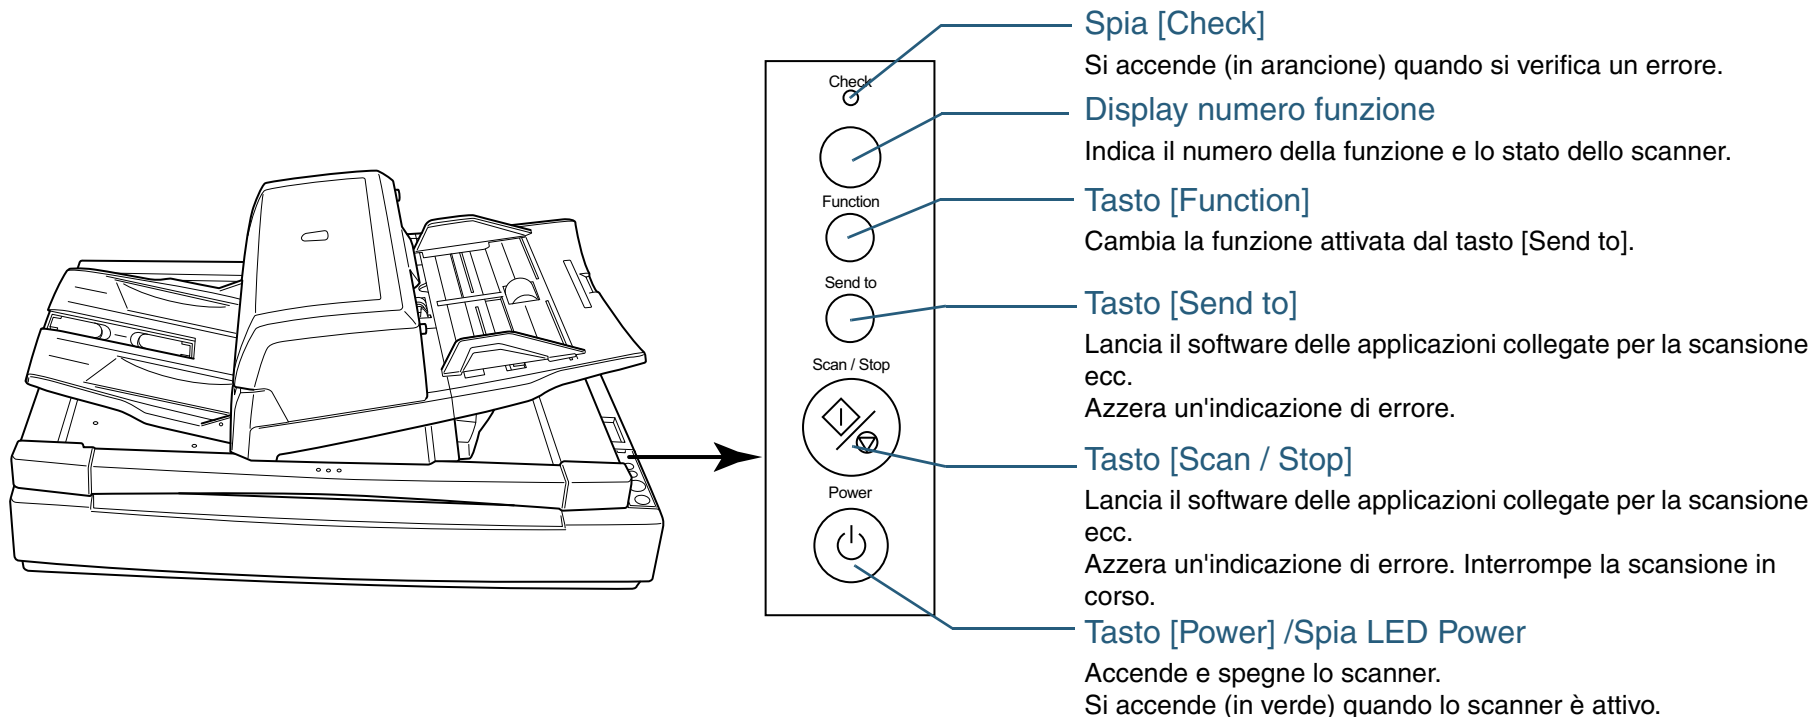 Check
Function
Send to
Scan / Stop
Power
Spia [Check]
Si accende (in arancione) quando si verifica un errore.
Display numero funzione
Indica il numero della funzione e lo stato dello scanner.
Tasto [Function]
Cambia la funzione attivata dal tasto [Send to].
Tasto [Send to]
Lancia il software delle applicazioni collegate per la scansione
ecc.
Azzera un'indicazione di errore.
Tasto [Scan / Stop]
Lancia il software delle applicazioni collegate per la scansione
ecc.
Azzera un'indicazione di errore. Interrompe la scansione in
corso.
Tasto [Power] /Spia LED Power
Accende e spegne lo scanner.
Si accende (in verde) quando lo scanner è attivo.